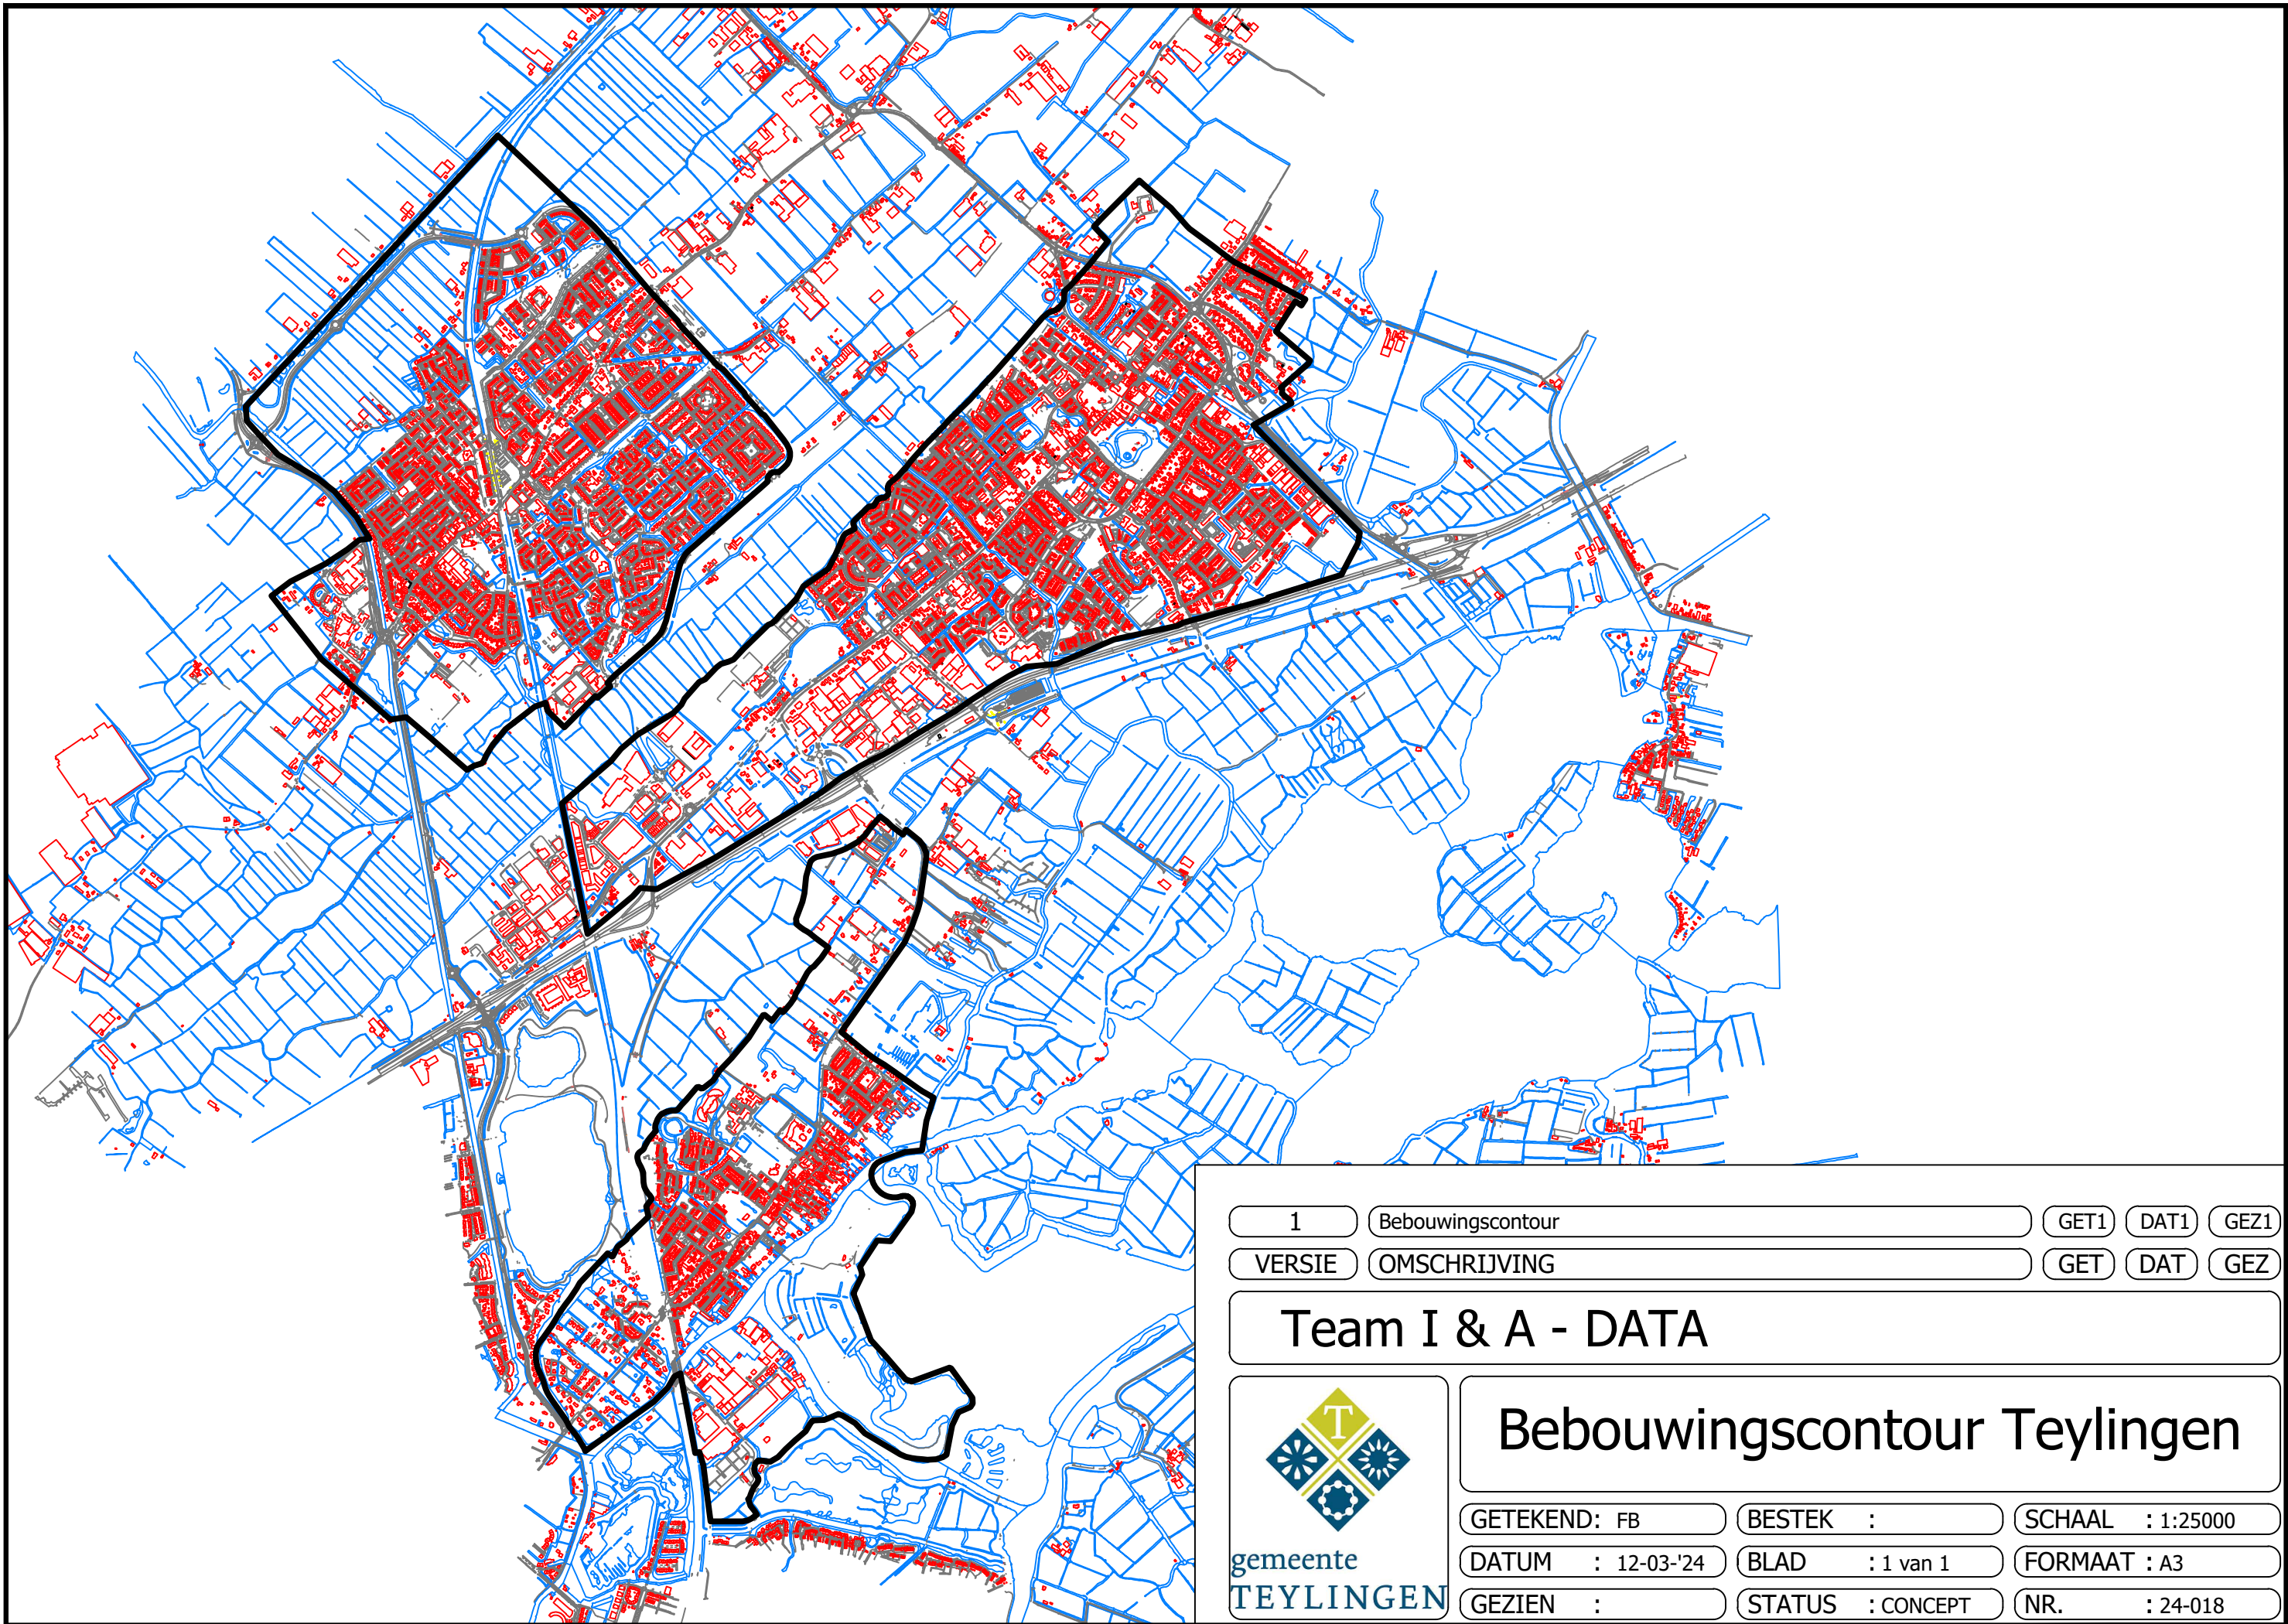 1 Bebouwingscontour GET1 DAT1 GEZ1
VERSIE OMSCHRIJVING GET DAT GEZ
Team I & A - DATA
T
gemeente
TEYLINGEN
Bebouwingscontour Teylingen
GETEKEND: FB BESTEK : SCHAAL : 1:25000
DATUM : 12-03-'24 BLAD : 1 van 1 FORMAAT : A3
GEZIEN : STATUS : CONCEPT NR. : 24-018